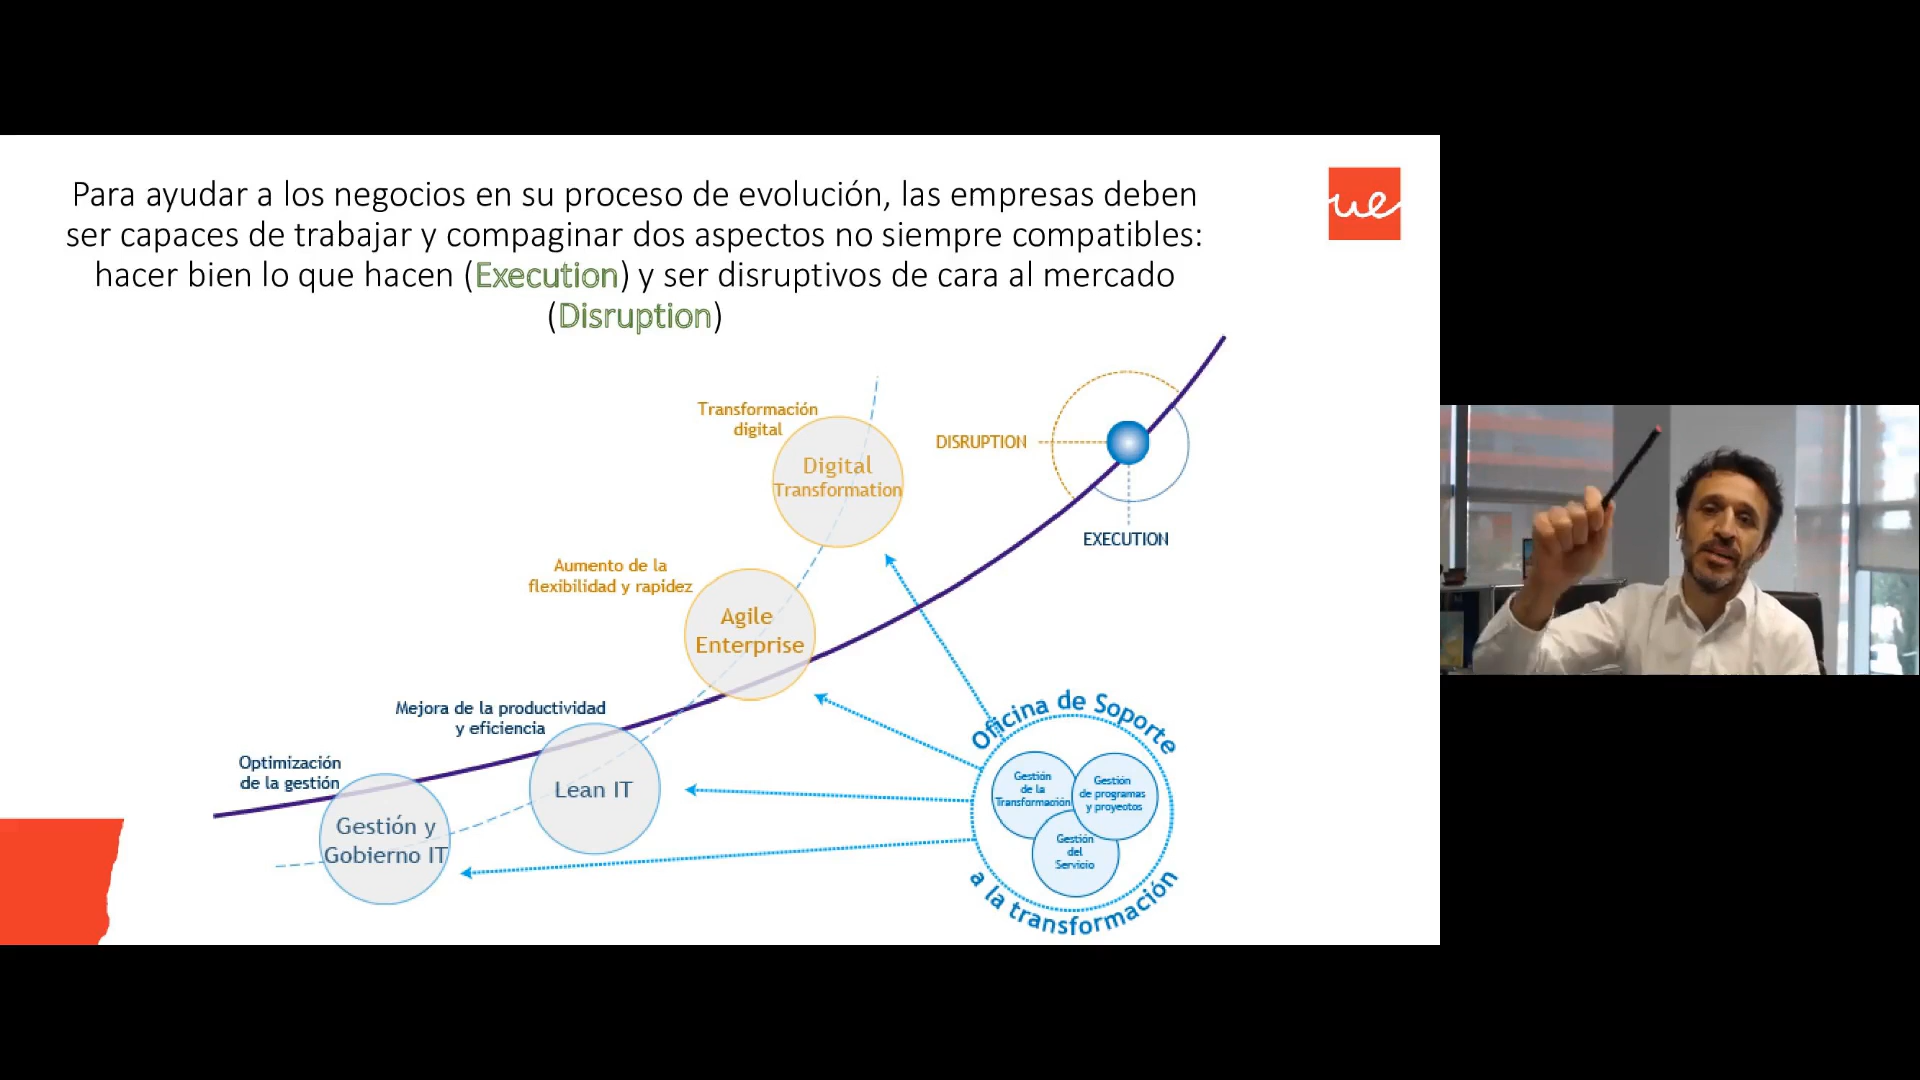 Para ayudar a los negocios en su proceso de evolución, las empresas deben
ser capaces de trabajar y compaginar dos aspectos no siempre compatibles:
hacer bien lo que hacen (Execution) y ser disruptivos de cara al mercado
(Disruption)
ue
Transformación
digital
Digital
Transformation
DISRUPTION
EXECUTION
Aumento de la
flexibilidad y rapidez
Agile
Enterprise
Mejora de la productividad
y eficiencia
Lean IT
Optimización
de la gestión
Gestión y
Gobierno IT
Oficina de Soporte
Gestión
de la
Transformación
Gestión
de programas
y proyectos
Gestión
del
Servicio
a la transformación